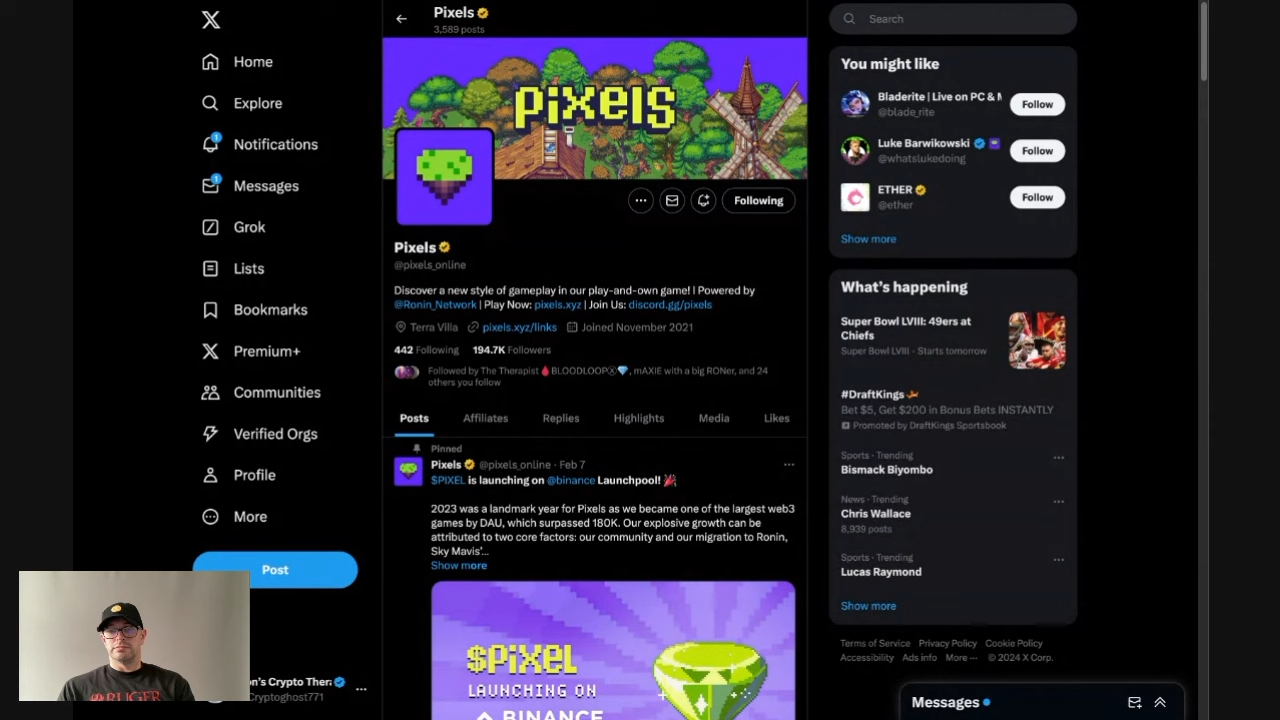 Home
Explore
1
Notifications
1
Messages
Grok
Lists
Bookmarks
Premium+
Communities
Verified Orgs
Profile
More
Post
on's Crypto Ther
Cryptoghost771
Pixels
3,589 posts
pixels
Following
Pixels
@pixels_online
Discover a new style of gameplay in our play-and-own game! | Powered by
@Ronin_Network | Play Now: pixels.xyz | Join Us: discord.gg/pixels
Terra Villa pixels.xyz/links Joined November 2021
442 Following 194.7K Followers
Followed by The Therapist🩸BLOODLOOPⓧ💎, mAXIE with a big RONer, and 24
others you follow
Posts Affiliates Replies Highlights Media Likes
Pinned
Pixels @pixels_online · Feb 7
$PIXEL is launching on @binance Launchpool! 🎉
2023 was a landmark year for Pixels as we became one of the largest web3
games by DAU, which surpassed 180K. Our explosive growth can be
attributed to two core factors: our community and our migration to Ronin,
Sky Mavis'...
Show more
$PIXEL
LAUNCHING ON
BINANCE
Search
You might like
Bladerite | Live on PC & M
@blade_rite
Follow
Luke Barwikowski
@whatslukedoing
Follow
ETHER
@ether
Follow
Show more
What's happening
Super Bowl LVIII: 49ers at
Chiefs
Super Bowl LVIII · Starts tomorrow
#DraftKings
Bet $5, Get $200 in Bonus Bets INSTANTLY
Promoted by DraftKings Sportsbook
Sports · Trending
Bismack Biyombo
News · Trending
Chris Wallace
8,939 posts
Sports · Trending
Lucas Raymond
Show more
Terms of Service Privacy Policy Cookie Policy
Accessibility Ads info More ··· © 2024 X Corp.
Messages